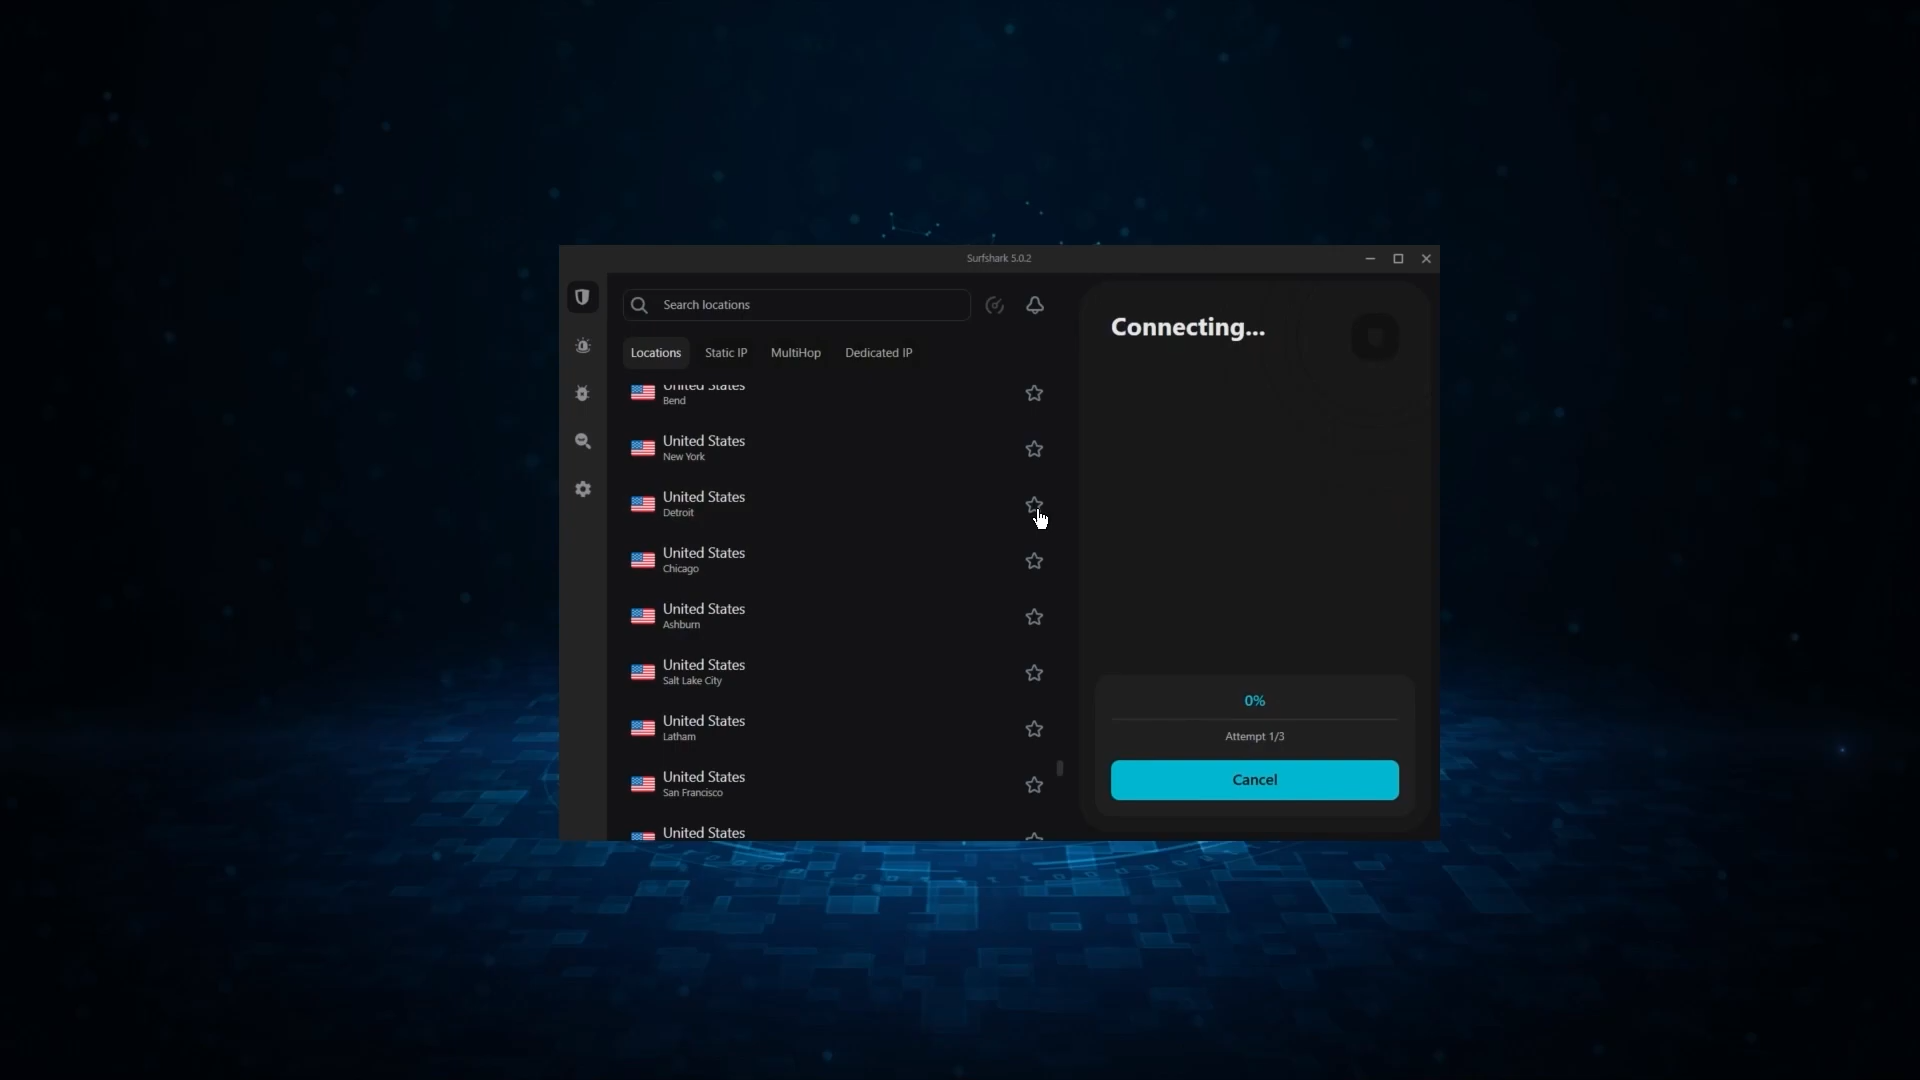 Surfshark 5.0.2
Search locations
Locations Static IP MultiHop Dedicated IP
United States
Bend
United States
New York
United States
Detroit
United States
Chicago
United States
Ashburn
United States
Salt Lake City
United States
Latham
United States
San Francisco
United States
Connecting...
0%
Attempt 1/3
Cancel